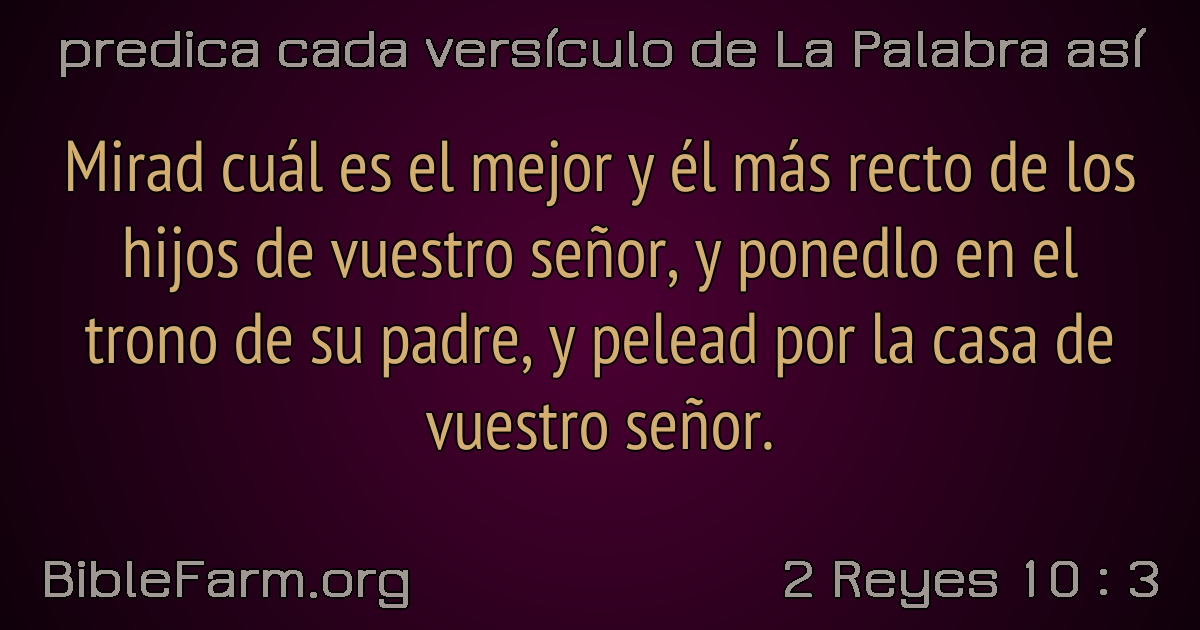 predica cada versículo de La Palabra así
Mirad cuál es el mejor y él más recto de los
hijos de vuestro señor, y ponedlo en el
trono de su padre, y pelead por la casa de
vuestro señor.
BibleFarm.org
2 Reyes 10 : 3